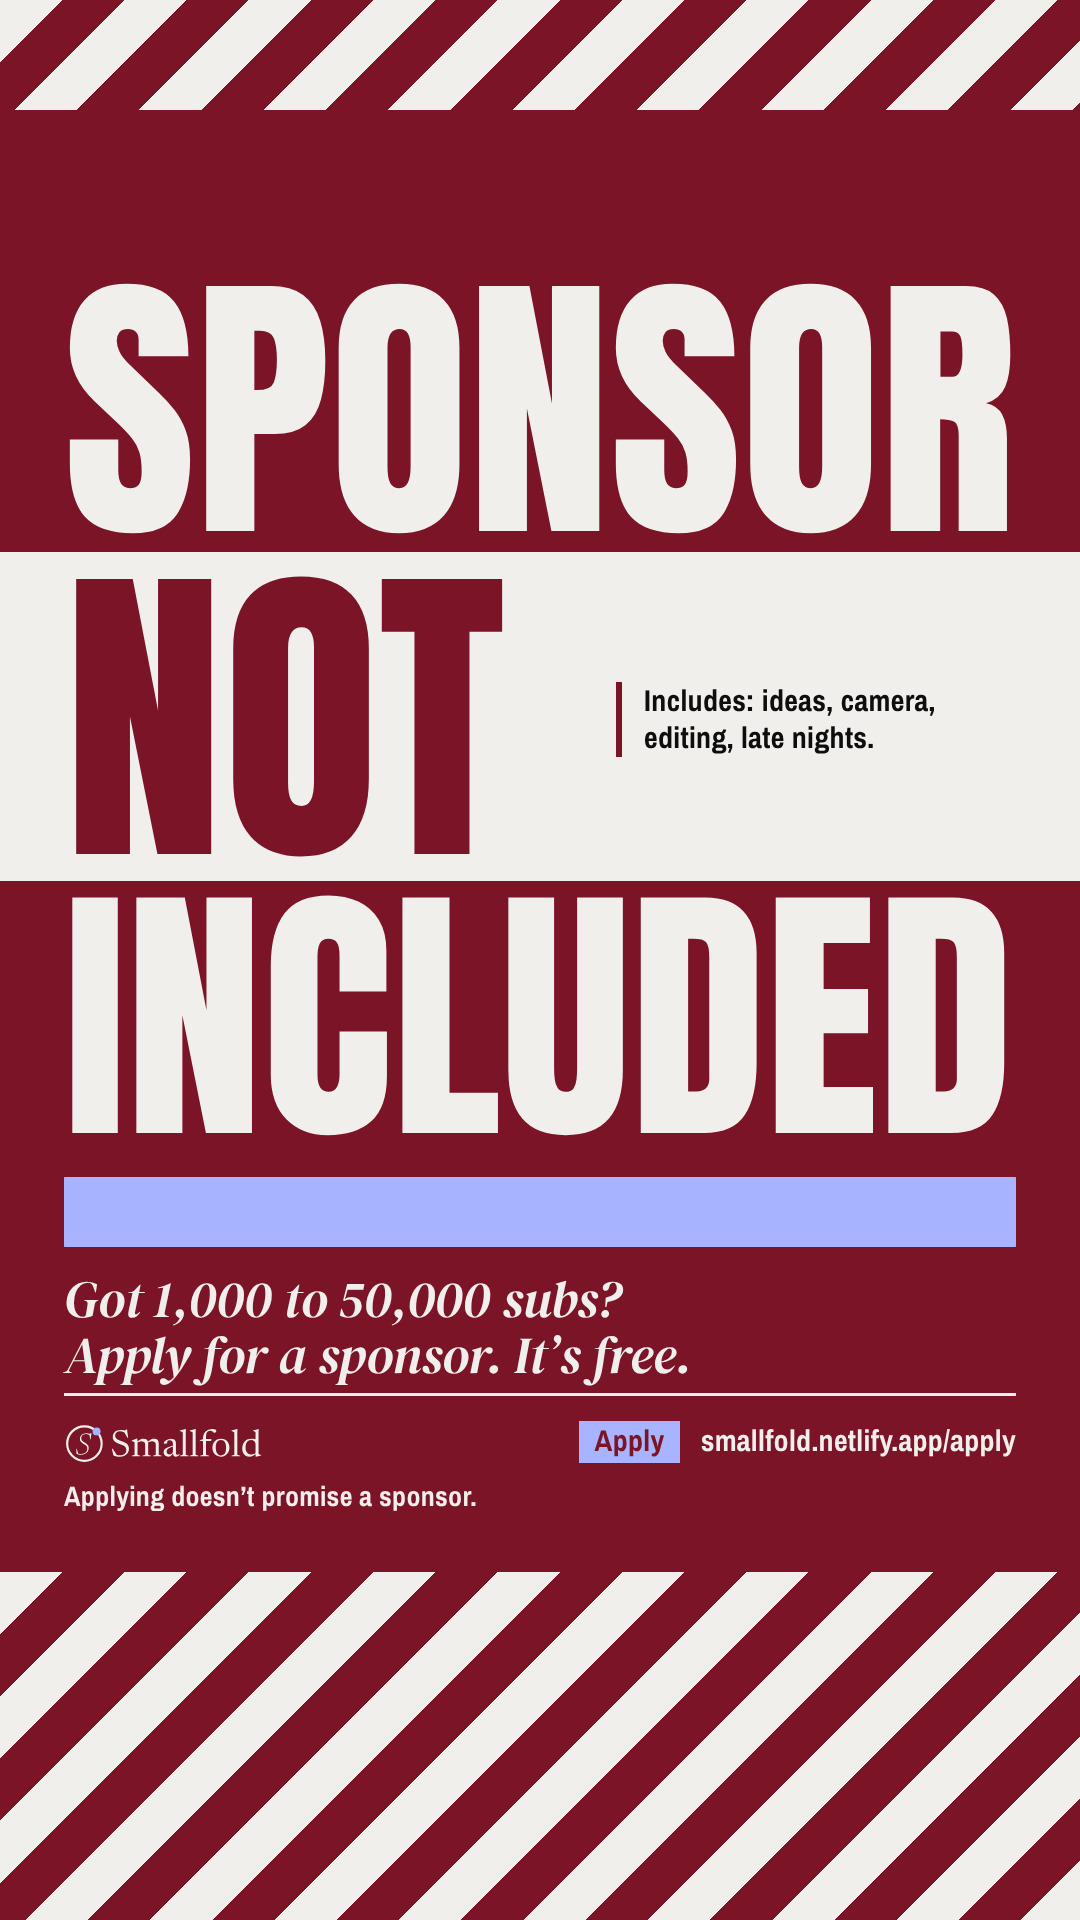 SPONSOR
NOT
Includes: ideas, camera,
editing, late nights.
INCLUDED
Got 1,000 to 50,000 subs?
Apply for a sponsor. It’s free.
S Smallfold
Apply smallfold.netlify.app/apply
Applying doesn’t promise a sponsor.